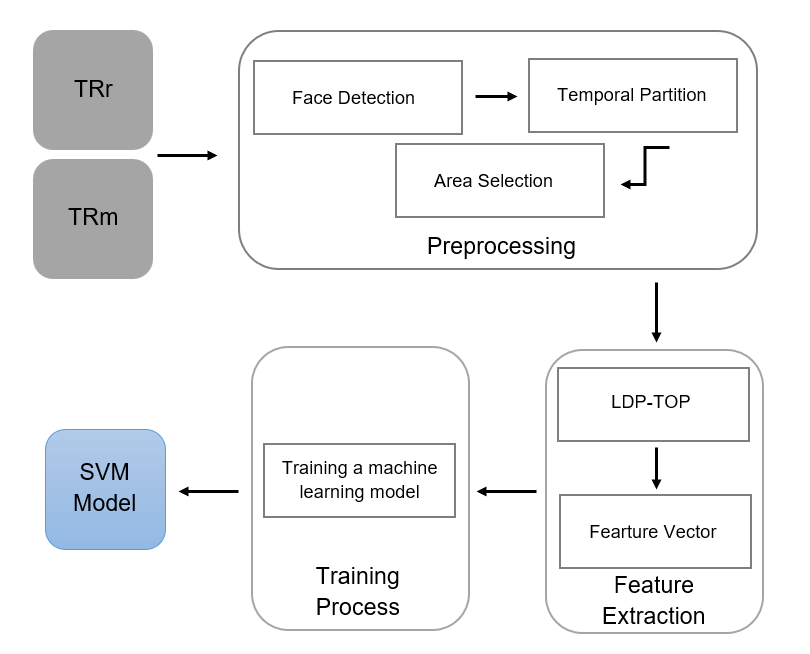 TRr
TRm
Face Detection
Temporal Partition
Area Selection
Preprocessing
LDP-TOP
Fearture Vector
Feature
Extraction
Training a machine
learning model
Training
Process
SVM
Model